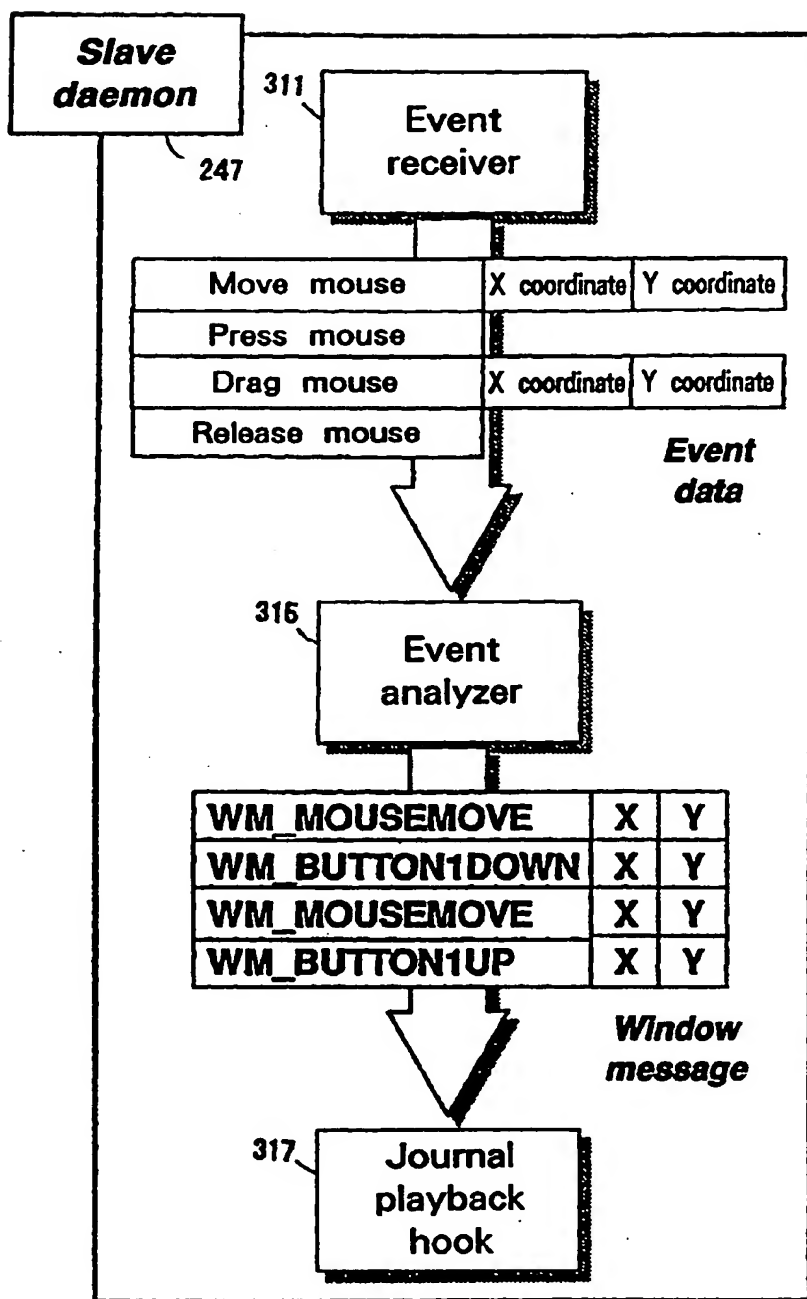 Slave
daemon
247
311
Event
receiver
Move mouse X coordinate Y coordinate
Press mouse
Drag mouse X coordinate Y coordinate
Release mouse
Event
data
316
Event
analyzer
WM_MOUSEMOVE X Y
WM_BUTTON1DOWN X Y
WM_MOUSEMOVE X Y
WM_BUTTON1UP X Y
Window
message
317
Journal
playback
hook